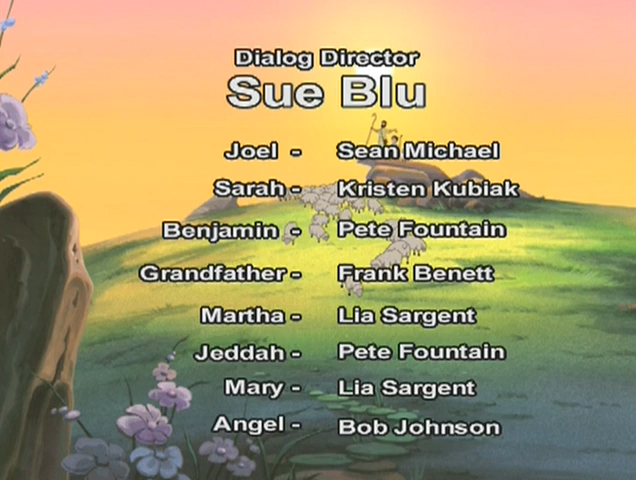 Dialog Director
Sue Blu
Joel - Sean Michael
Sarah - Kristen Kubiak
Benjamin - Pete Fountain
Grandfather - Frank Benett
Martha - Lia Sargent
Jeddah - Pete Fountain
Mary - Lia Sargent
Angel - Bob Johnson